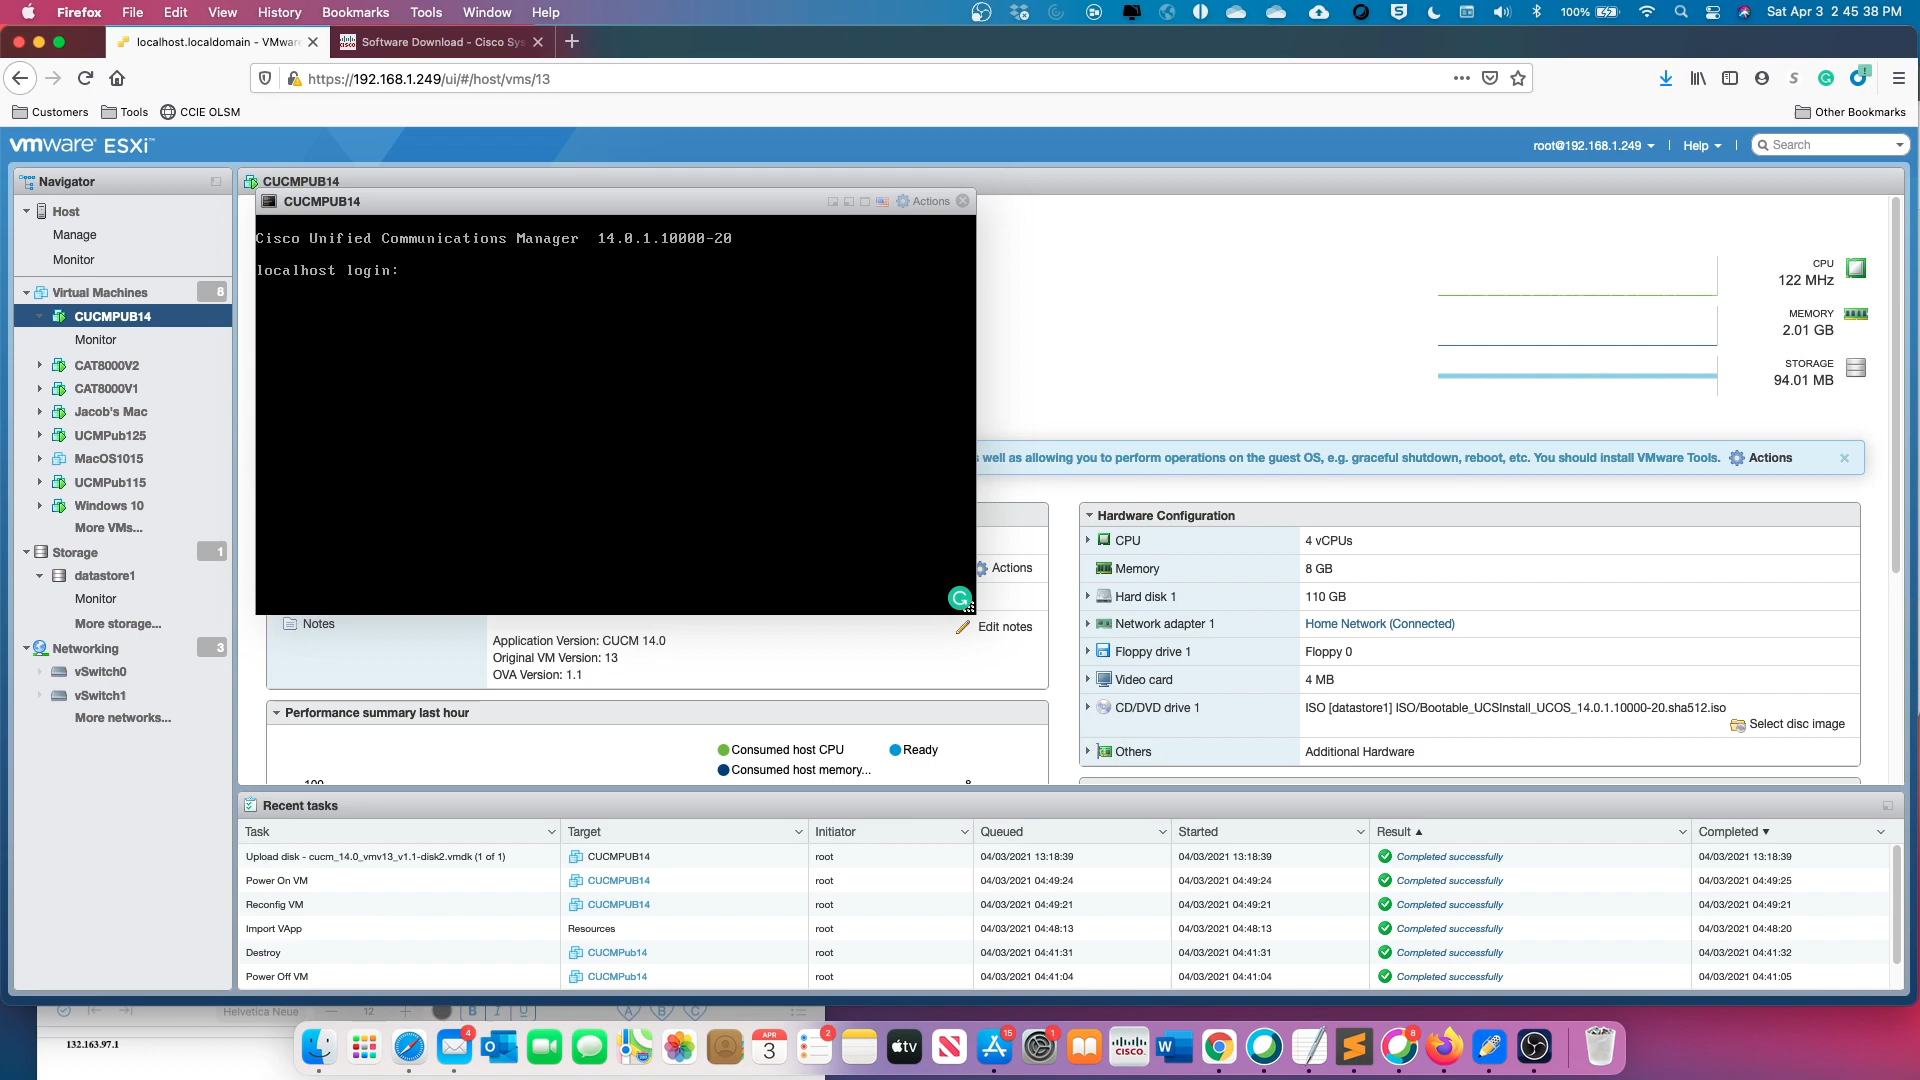 Firefox File Edit View History Bookmarks Tools Window Help 100% Sat Apr 3 2:45:38 PM
localhost.localdomain - VMware
Software Download - Cisco Sys
https://192.168.1.249/ui/#/host/vms/13
Customers Tools CCIE OLSM Other Bookmarks
vmware ESXi
root@192.168.1.249 | Help | Search
Navigator
Host
Manage
Monitor
Virtual Machines 8
CUCMPUB14
Monitor
CAT8000V2
CAT8000V1
Jacob's Mac
UCMPub125
MacOS1015
UCMPub115
Windows 10
More VMs...
Storage 1
datastore1
Monitor
More storage...
Networking 3
vSwitch0
vSwitch1
More networks...
CUCMPUB14
CUCMPUB14 Actions
Cisco Unified Communications Manager 14.0.1.10000-20
localhost login:
CPU
122 MHz
MEMORY
2.01 GB
STORAGE
94.01 MB
well as allowing you to perform operations on the guest OS, e.g. graceful shutdown, reboot, etc. You should install VMware Tools. Actions
Actions
Notes
Edit notes
Application Version: CUCM 14.0
Original VM Version: 13
OVA Version: 1.1
Hardware Configuration
CPU 4 vCPUs
Memory 8 GB
Hard disk 1 110 GB
Network adapter 1 Home Network (Connected)
Floppy drive 1 Floppy 0
Video card 4 MB
CD/DVD drive 1 ISO [datastore1] ISO/Bootable_UCSInstall_UCOS_14.0.1.10000-20.sha512.iso
Select disc image
Others Additional Hardware
Performance summary last hour
Consumed host CPU Ready
Consumed host memory...
Recent tasks
Task Target Initiator Queued Started Result Completed
Upload disk - cucm_14.0_vmv13_v1.1-disk2.vmdk (1 of 1) CUCMPUB14 root 04/03/2021 13:18:39 04/03/2021 13:18:39 Completed successfully 04/03/2021 13:18:39
Power On VM CUCMPUB14 root 04/03/2021 04:49:24 04/03/2021 04:49:24 Completed successfully 04/03/2021 04:49:25
Reconfig VM CUCMPUB14 root 04/03/2021 04:49:21 04/03/2021 04:49:21 Completed successfully 04/03/2021 04:49:21
Import VApp Resources root 04/03/2021 04:48:13 04/03/2021 04:48:13 Completed successfully 04/03/2021 04:48:20
Destroy CUCMPub14 root 04/03/2021 04:41:31 04/03/2021 04:41:31 Completed successfully 04/03/2021 04:41:32
Power Off VM CUCMPub14 root 04/03/2021 04:41:04 04/03/2021 04:41:04 Completed successfully 04/03/2021 04:41:05
Helvetica Neue 12 B I U A B C
132.163.97.1
4
APR
3
2
tv
15
1
CISCO
W
8